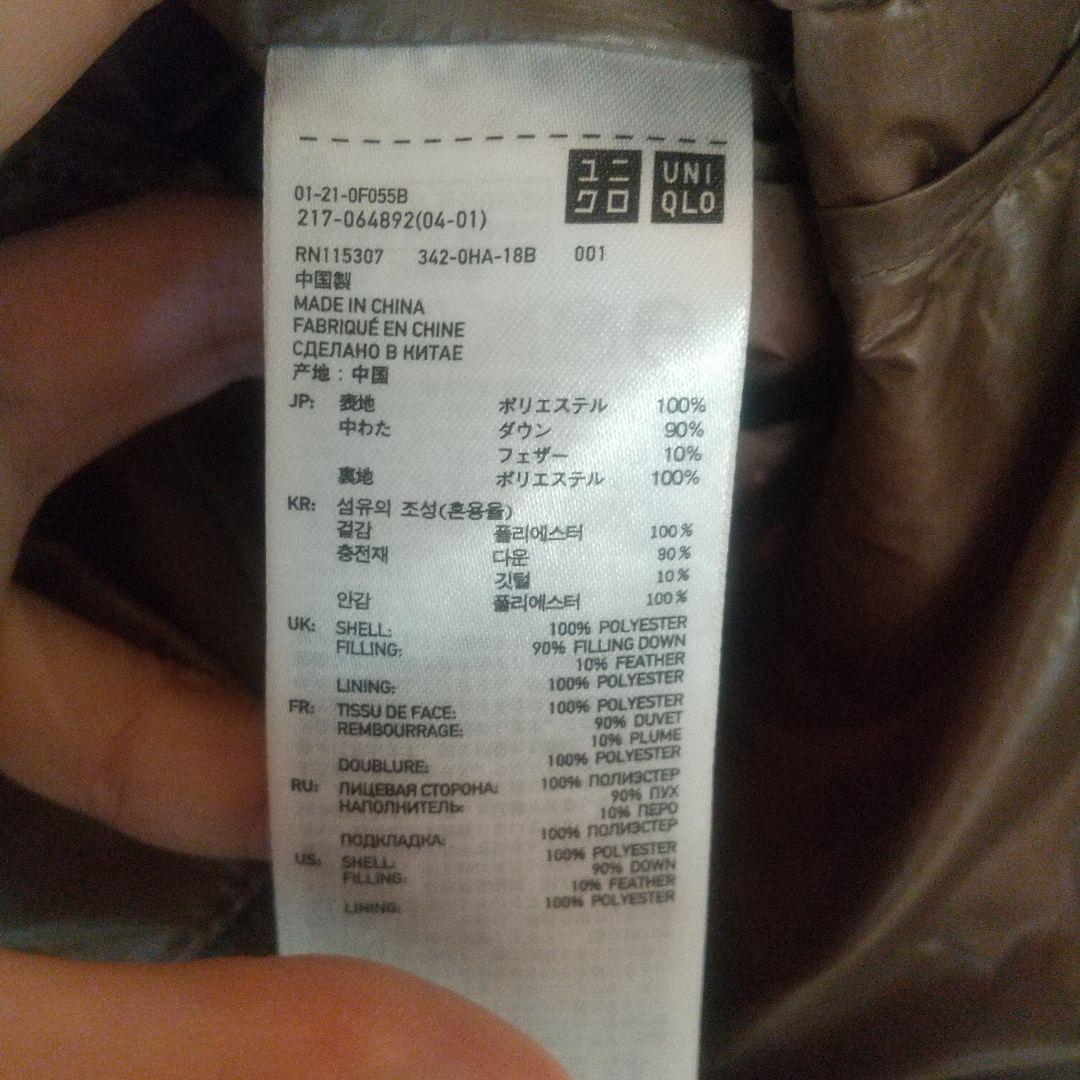 ユニクロ UNIQLO
01-21-0F055B
217-064892(04-01)
RN115307 342-0HA-18B 001
中国製
MADE IN CHINA
FABRIQUÉ EN CHINE
СДЕЛАНО В КИТАЕ
产地：中国
JP: 表地 ポリエステル 100%
中わた ダウン 90%
フェザー 10%
裏地 ポリエステル 100%
KR: 섬유의 조성(혼용율)
겉감 폴리에스터 100%
충전재 다운 90%
깃털 10%
안감 폴리에스터 100%
UK: SHELL: 100% POLYESTER
FILLING: 90% FILLING DOWN
10% FEATHER
LINING: 100% POLYESTER
FR: TISSU DE FACE: 100% POLYESTER
REMBOURRAGE: 90% DUVET
10% PLUME
DOUBLURE: 100% POLYESTER
RU: ЛИЦЕВАЯ СТОРОНА: 100% ПОЛИЭСТЕР
НАПОЛНИТЕЛЬ: 90% ПУХ
10% ПЕРО
ПОДКЛАДКА: 100% ПОЛИЭСТЕР
US: SHELL: 100% POLYESTER
FILLING: 90% DOWN
10% FEATHER
LINING: 100% POLYESTER